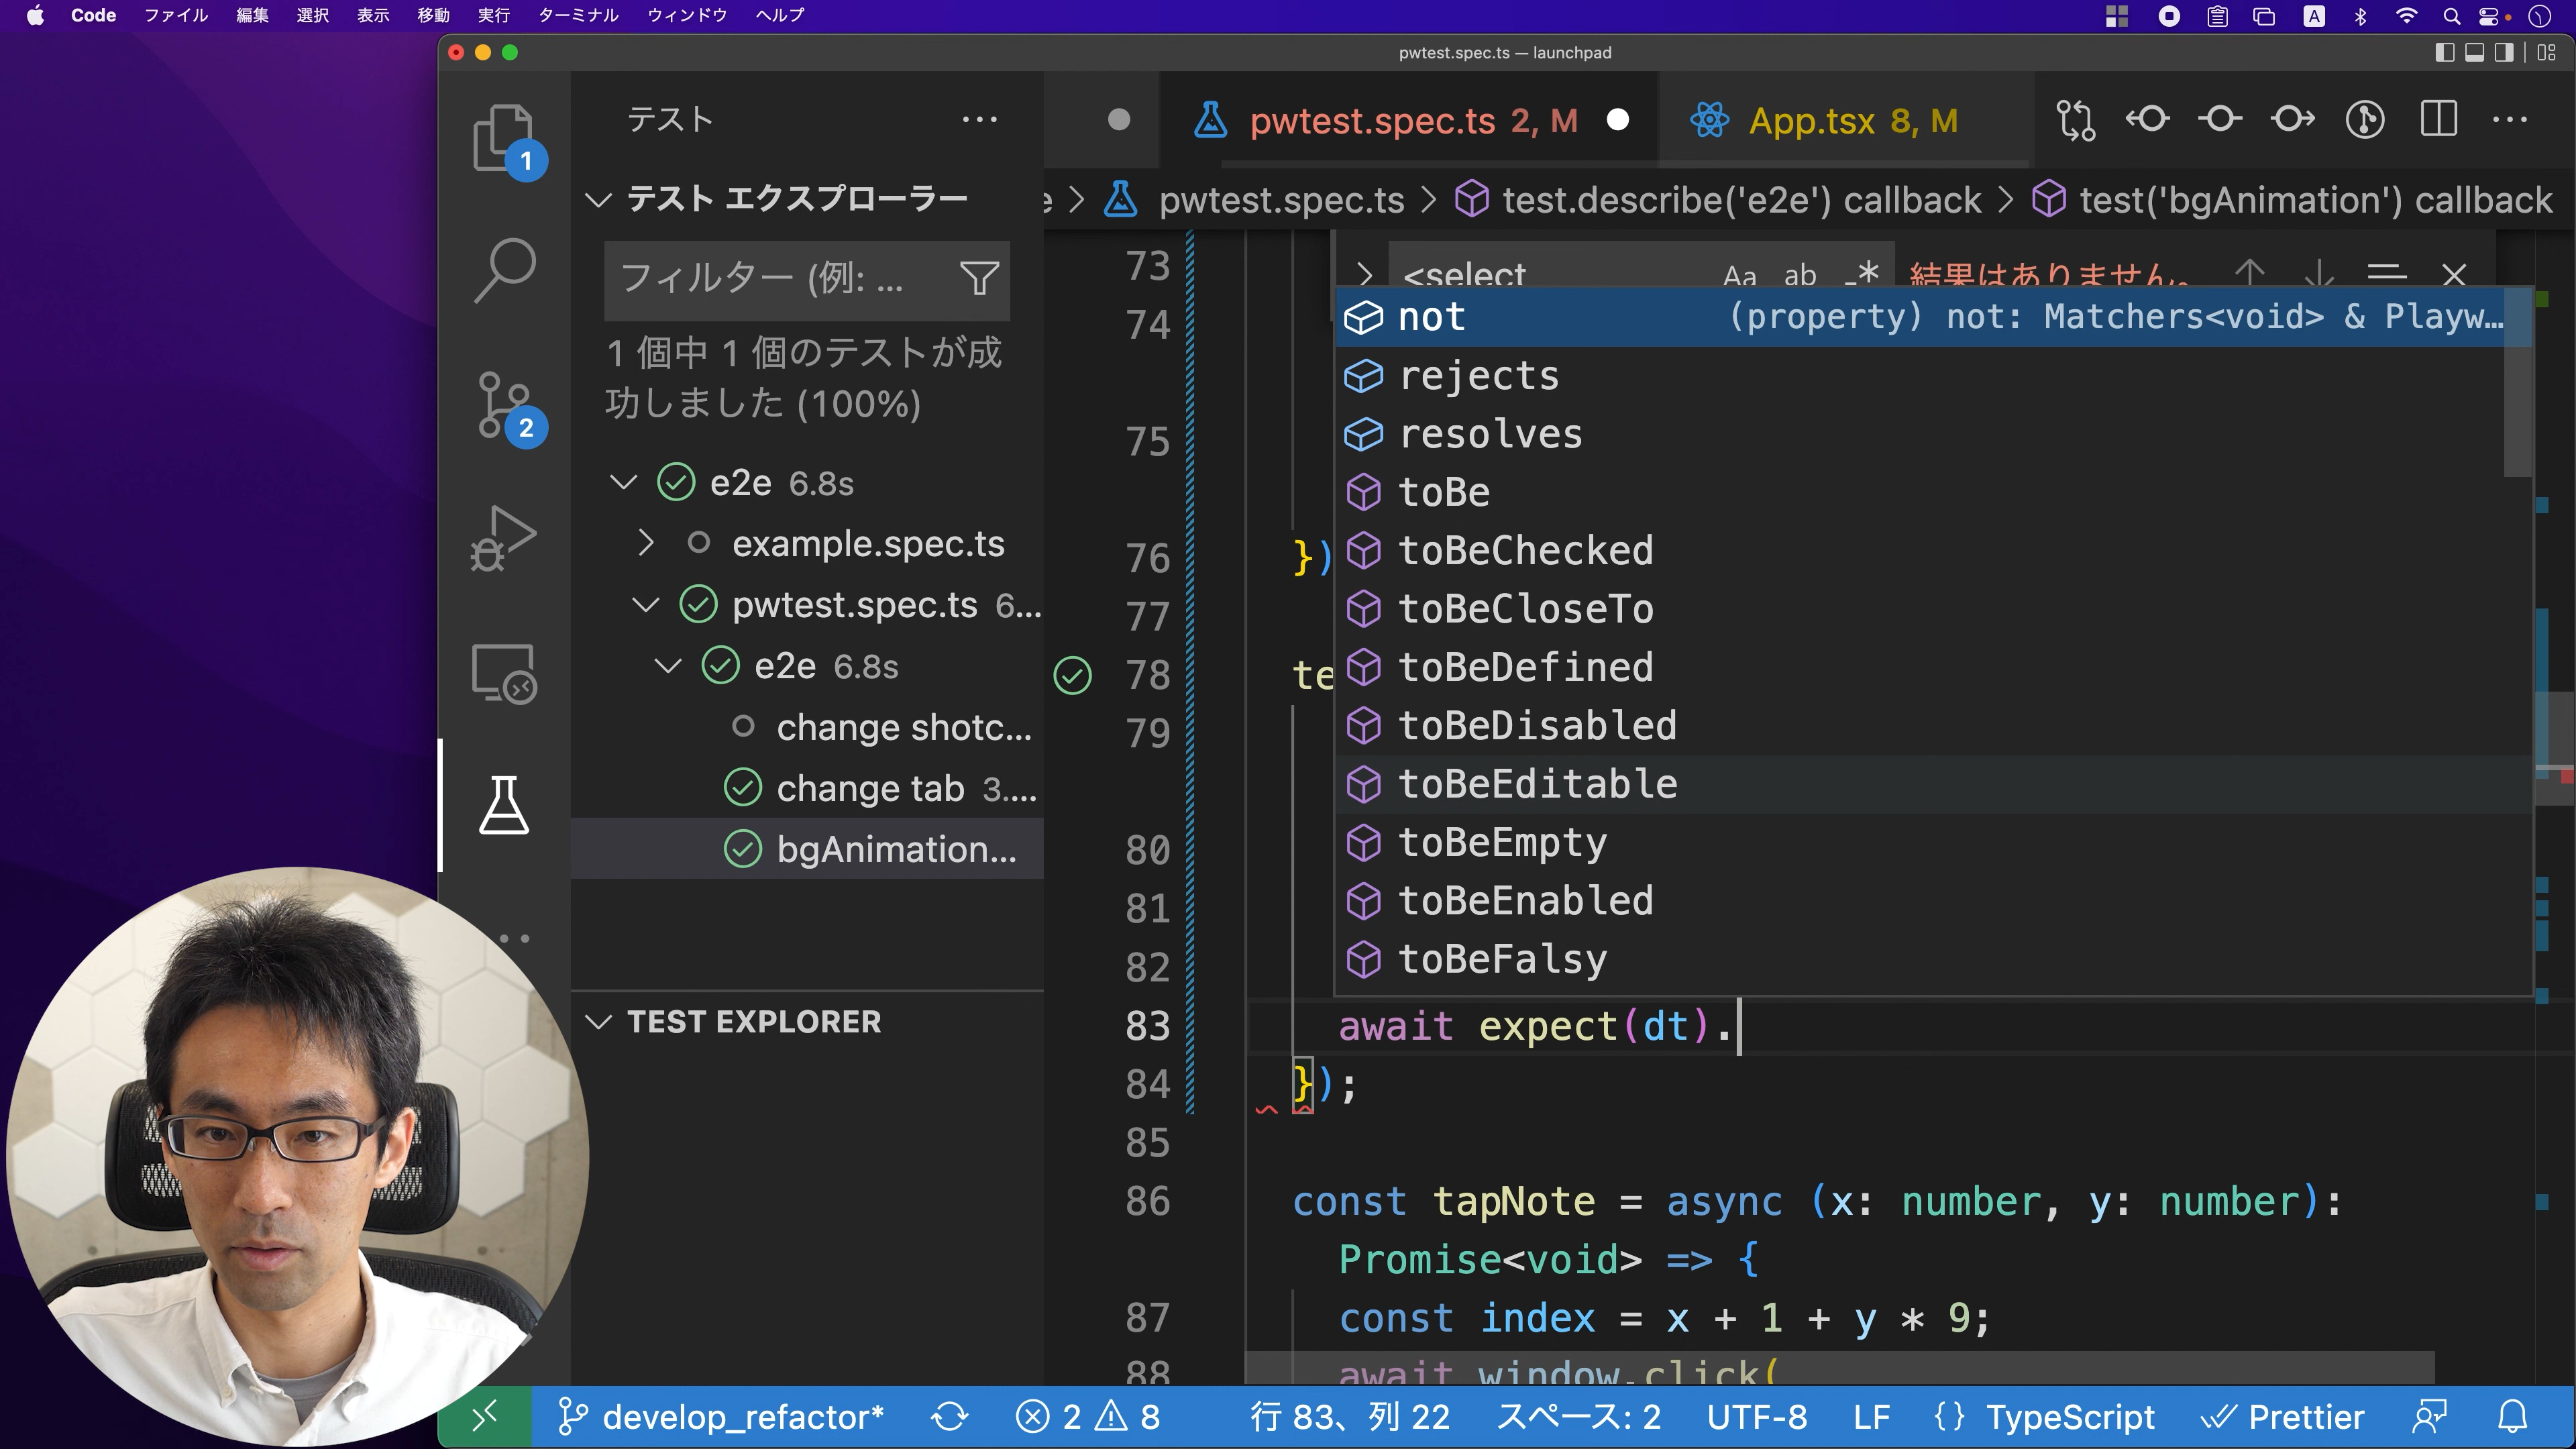 Code ファイル 編集 選択 表示 移動 実行 ターミナル ウィンドウ ヘルプ A
pwtest.spec.ts — launchpad
テスト
pwtest.spec.ts 2, M
App.tsx 8, M
1
テスト エクスプローラー
pwtest.spec.ts > test.describe('e2e') callback > test('bgAnimation') callback
フィルター (例: ...
<select Aa ab .* 結果はありません。
1 個中 1 個のテストが成
功しました (100%)
2
e2e 6.8s
example.spec.ts
pwtest.spec.ts 6...
e2e 6.8s
change shotc...
change tab 3....
bgAnimation...
TEST EXPLORER
73
74
75
76 })
77
78 te
79
80
81
82
not (property) not: Matchers<void> & Playw...
rejects
resolves
toBe
toBeChecked
toBeCloseTo
toBeDefined
toBeDisabled
toBeEditable
toBeEmpty
toBeEnabled
toBeFalsy
83 await expect(dt).
84 });
85
86 const tapNote = async (x: number, y: number):
Promise<void> => {
87 const index = x + 1 + y * 9;
88 await window.click(
develop_refactor* 2 8 行 83、列 22 スペース: 2 UTF-8 LF {} TypeScript Prettier